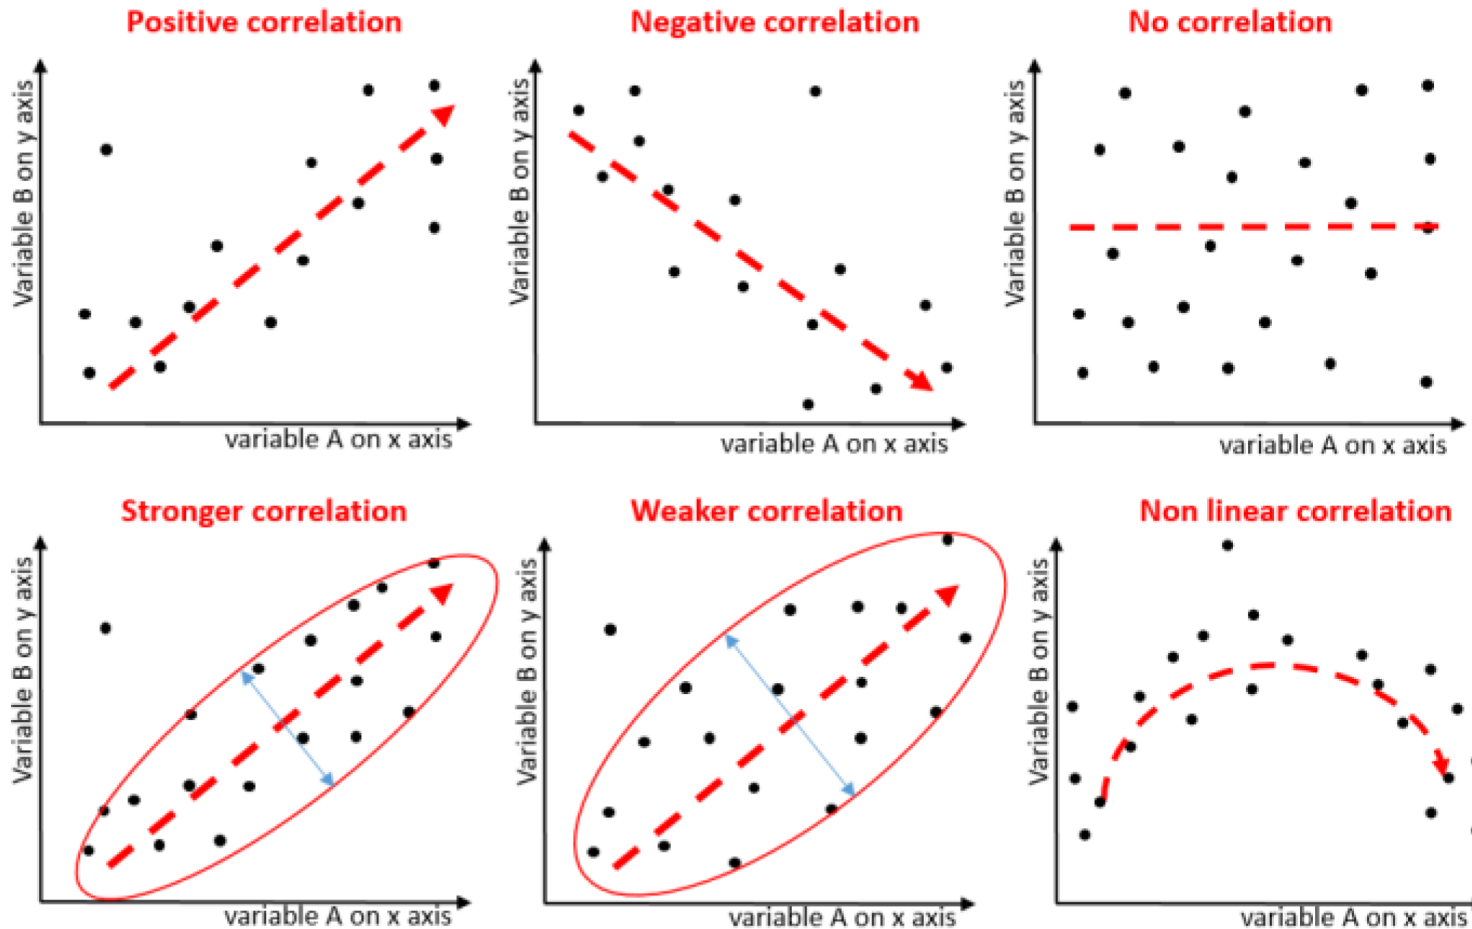 Positive correlation
Negative correlation
No correlation
Variable B on y axis
Variable B on y axis
Variable B on y axis
variable A on x axis
variable A on x axis
variable A on x axis
Stronger correlation
Weaker correlation
Non linear correlation
Variable B on y axis
Variable B on y axis
Variable B on y axis
variable A on x axis
variable A on x axis
variable A on x axis